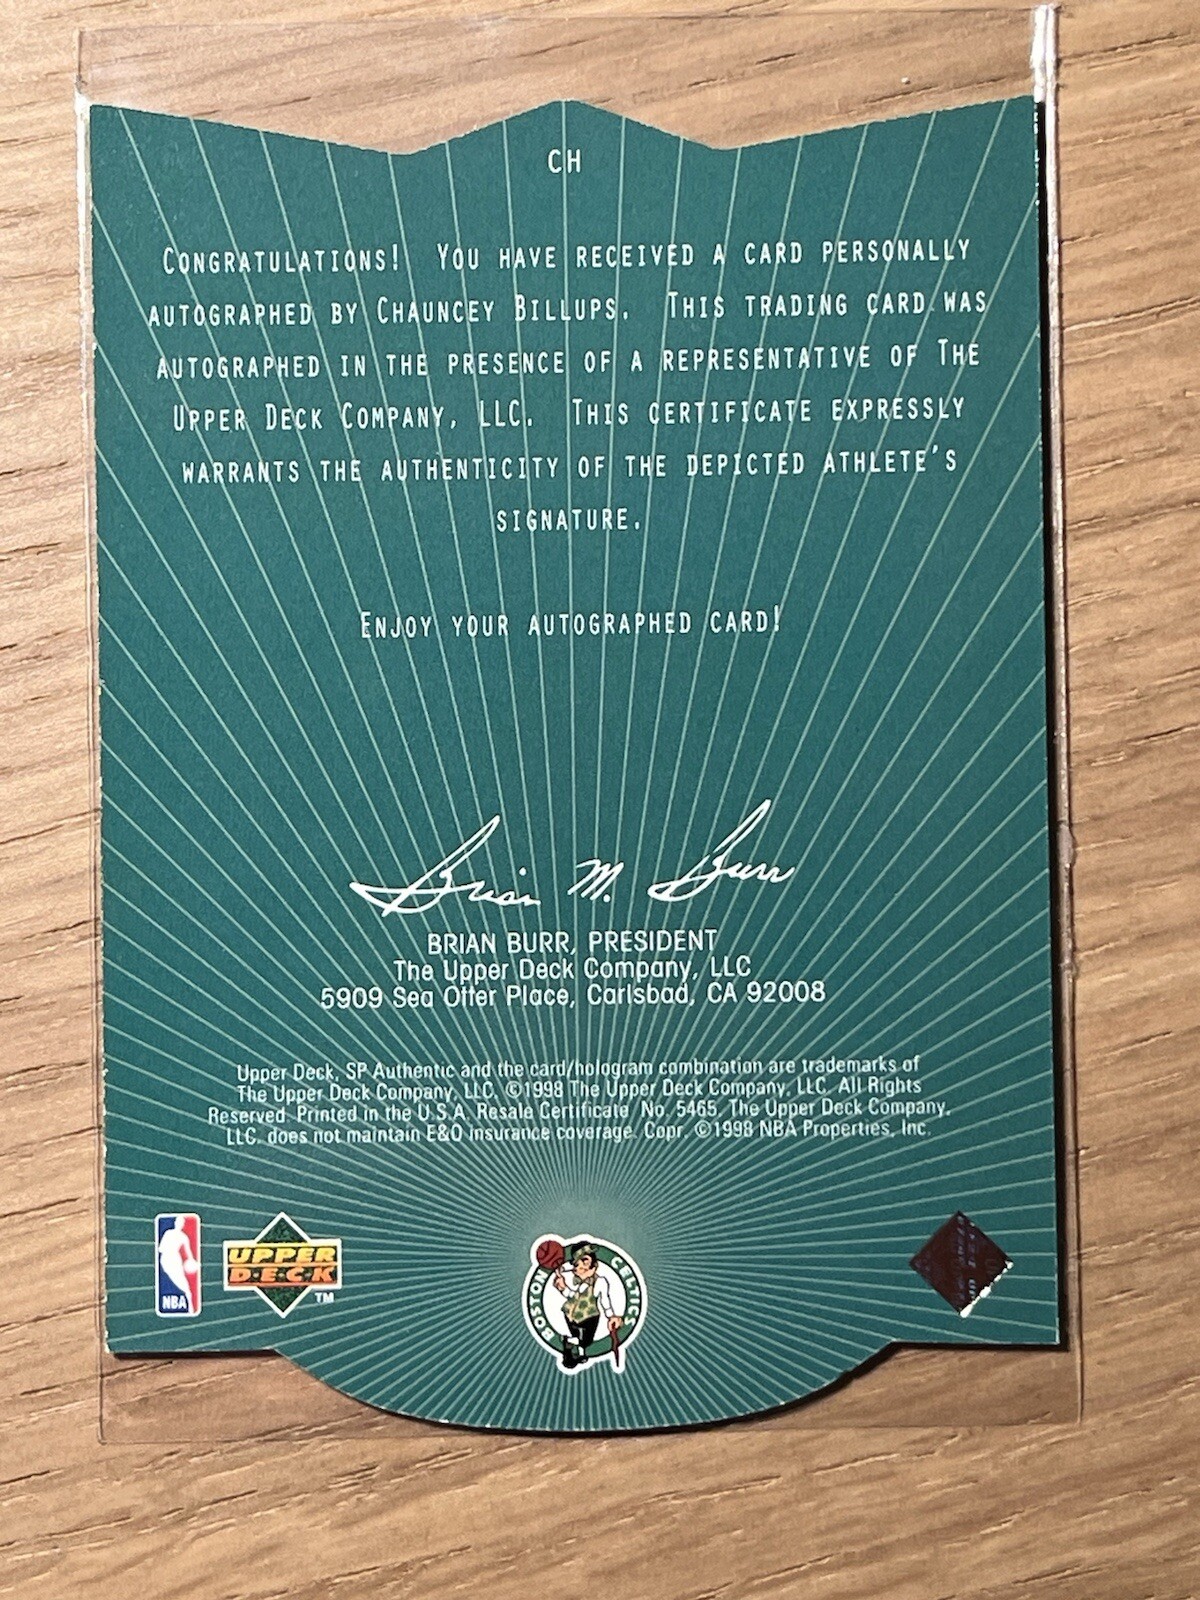 CH
CONGRATULATIONS! YOU HAVE RECEIVED A CARD PERSONALLY
AUTOGRAPHED BY CHAUNCEY BILLUPS. THIS TRADING CARD WAS
AUTOGRAPHED IN THE PRESENCE OF A REPRESENTATIVE OF THE
UPPER DECK COMPANY, LLC. THIS CERTIFICATE EXPRESSLY
WARRANTS THE AUTHENTICITY OF THE DEPICTED ATHLETE'S
SIGNATURE.
ENJOY YOUR AUTOGRAPHED CARD!
Brian M. Burr
BRIAN BURR, PRESIDENT
The Upper Deck Company, LLC
5909 Sea Otter Place, Carlsbad, CA 92008
Upper Deck, SP Authentic and the card/hologram combination are trademarks of
The Upper Deck Company, LLC. ©1998 The Upper Deck Company, LLC. All Rights
Reserved. Printed in the U.S.A. Resale Certificate No. 5465. The Upper Deck Company,
LLC. does not maintain E&O insurance coverage. Copr. ©1998 NBA Properties, Inc.
NBA
UPPER
DECK
TM
BOSTON CELTICS